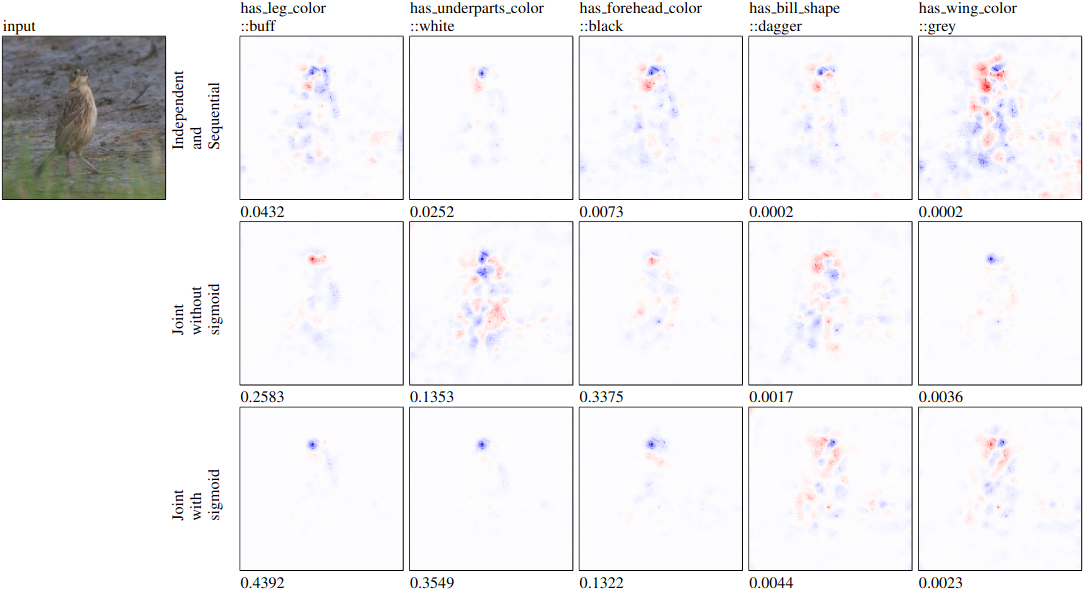 input
has_leg_color
::buff
has_underparts_color
::white
has_forehead_color
::black
has_bill_shape
::dagger
has_wing_color
::grey
Independent
and
Sequential
0.0432
0.0252
0.0073
0.0002
0.0002
Joint
without
sigmoid
0.2583
0.1353
0.3375
0.0017
0.0036
Joint
with
sigmoid
0.4392
0.3549
0.1322
0.0044
0.0023